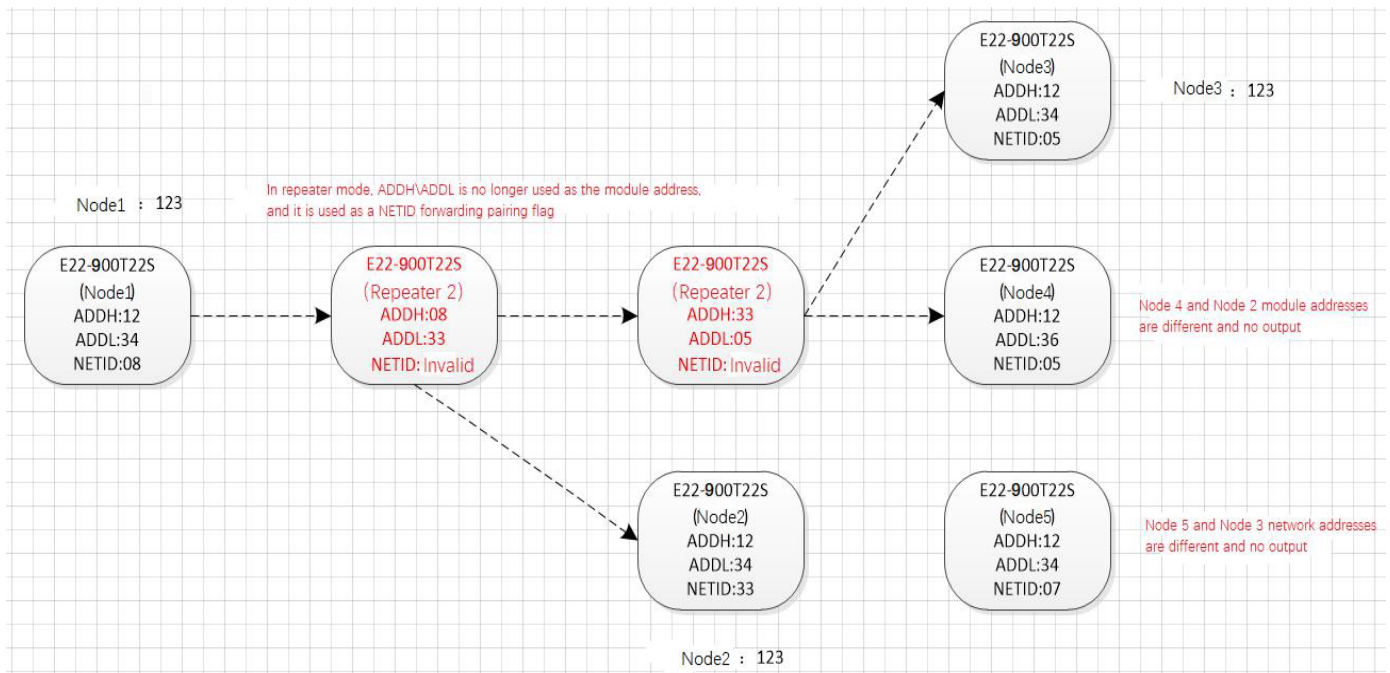 E22-900T22S
(Node3)
ADDH:12
ADDL:34
NETID:05
Node3 : 123
In repeater mode, ADDH\ADDL is no longer used as the module address,
and it is used as a NETID forwarding pairing flag
Node1 : 123
E22-900T22S
(Node1)
ADDH:12
ADDL:34
NETID:08
E22-900T22S
(Repeater 2)
ADDH:08
ADDL:33
NETID: Invalid
E22-900T22S
(Repeater 2)
ADDH:33
ADDL:05
NETID: Invalid
E22-900T22S
(Node4)
ADDH:12
ADDL:36
NETID:05
Node 4 and Node 2 module addresses
are different and no output
E22-900T22S
(Node2)
ADDH:12
ADDL:34
NETID:33
E22-900T22S
(Node5)
ADDH:12
ADDL:34
NETID:07
Node 5 and Node 3 network addresses
are different and no output
Node2 : 123